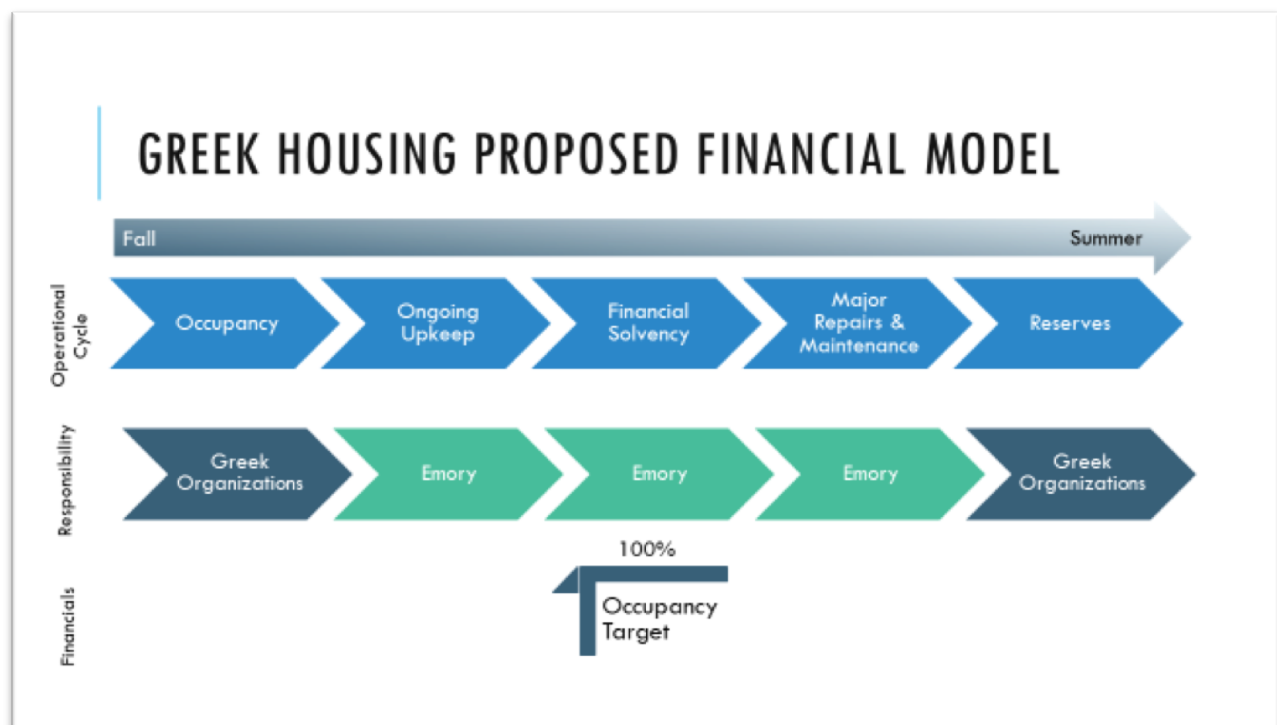 GREEK HOUSING PROPOSED FINANCIAL MODEL
Fall
Summer
Operational
Cycle
Occupancy
Ongoing
Upkeep
Financial
Solvency
Major
Repairs &
Maintenance
Reserves
Responsibility
Greek
Organizations
Emory
Emory
Emory
Greek
Organizations
Financials
100%
Occupancy
Target